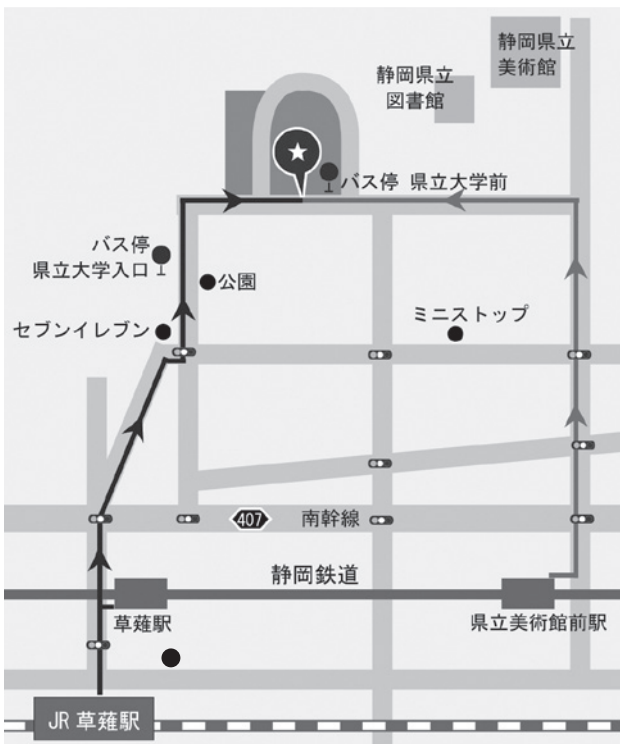 静岡県立
美術館
静岡県立
図書館
バス停 県立大学前
バス停
県立大学入口
公園
セブンイレブン
ミニストップ
407
南幹線
静岡鉄道
草薙駅
県立美術館前駅
JR 草薙駅